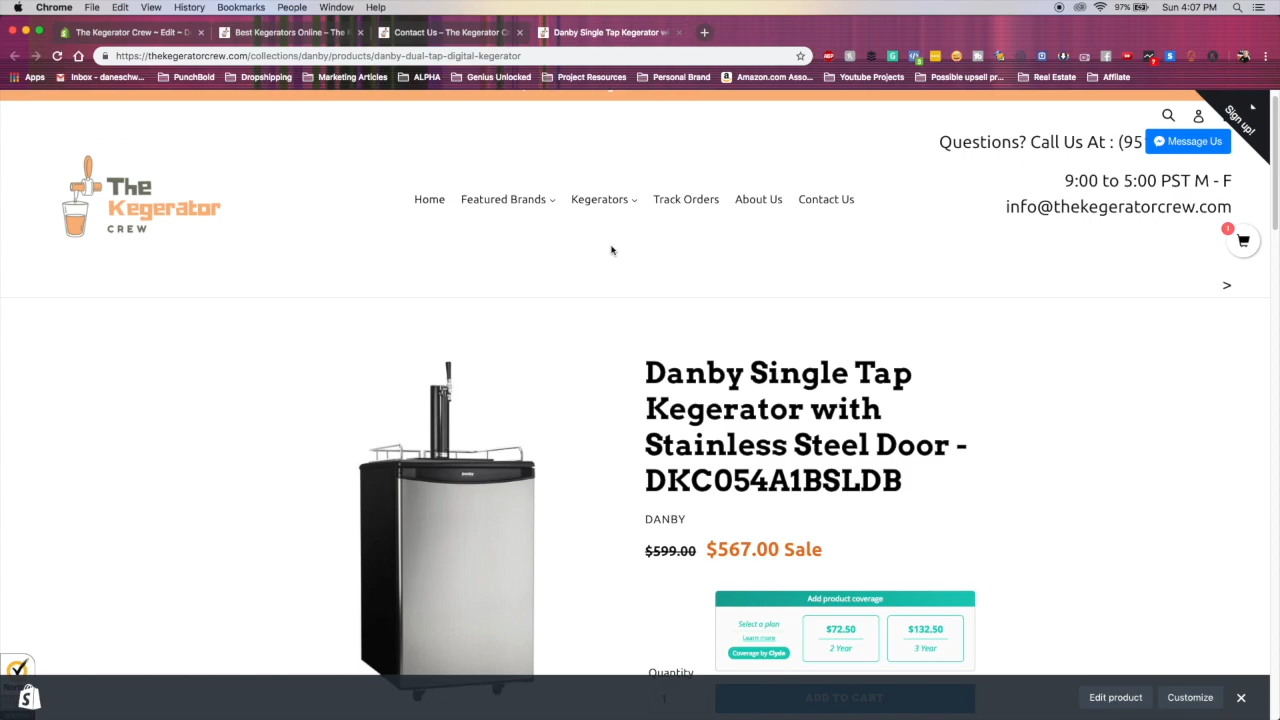 Chrome File Edit View History Bookmarks People Window Help
97% Sun 4:07 PM
The Kegerator Crew ~ Edit ~ D
Best Kegerators Online – The K
Contact Us – The Kegerator C
Danby Single Tap Kegerator w
https://thekegeratorcrew.com/collections/danby/products/danby-dual-tap-digital-kegerator
Apps Inbox - daneschw... PunchBold Dropshipping Marketing Articles ALPHA Genius Unlocked Project Resources Personal Brand Amazon.com Asso... Youtube Projects Possible upsell pr... Real Estate Affilate
Sign up!
Questions? Call Us At : (95
Message Us
9:00 to 5:00 PST M - F
info@thekegeratorcrew.com
The
Kegerator
CREW
Home Featured Brands Kegerators Track Orders About Us Contact Us
1
>
Danby Single Tap
Kegerator with
Stainless Steel Door -
DKC054A1BSLDB
DANBY
$599.00 $567.00 Sale
Add product coverage
Select a plan
Learn more
Coverage by Clyde
$72.50
2 Year
$132.50
3 Year
Quantity
1
ADD TO CART
Danby
Edit product Customize